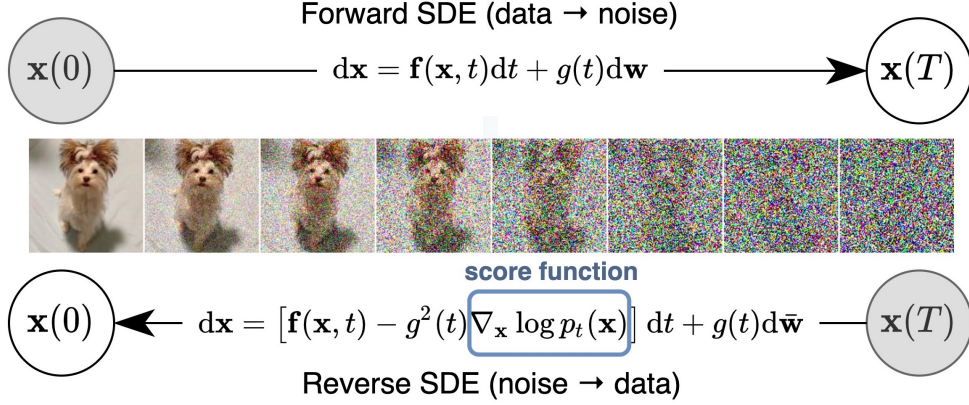 Forward SDE (data → noise)
x(0) dx = f(x, t)dt + g(t)dw x(T)
score function
x(0) dx = [f(x, t) − g²(t)∇ₓ log pₜ(x)] dt + g(t)dw̄ x(T)
Reverse SDE (noise → data)